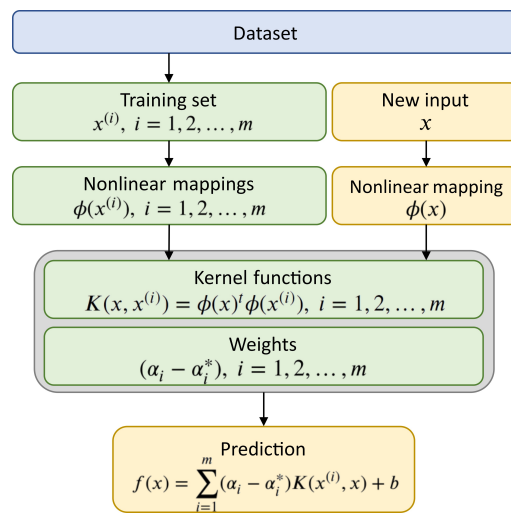 Dataset
Training set
x^{(i)}, i = 1, 2, … , m
New input
x
Nonlinear mappings
ϕ(x^{(i)}), i = 1, 2, … , m
Nonlinear mapping
ϕ(x)
Kernel functions
K(x, x^{(i)}) = ϕ(x)^t ϕ(x^{(i)}), i = 1, 2, … , m
Weights
(α_i − α_i^*), i = 1, 2, … , m
Prediction
f(x) = ∑_{i=1}^{m} (α_i − α_i^*)K(x^{(i)}, x) + b